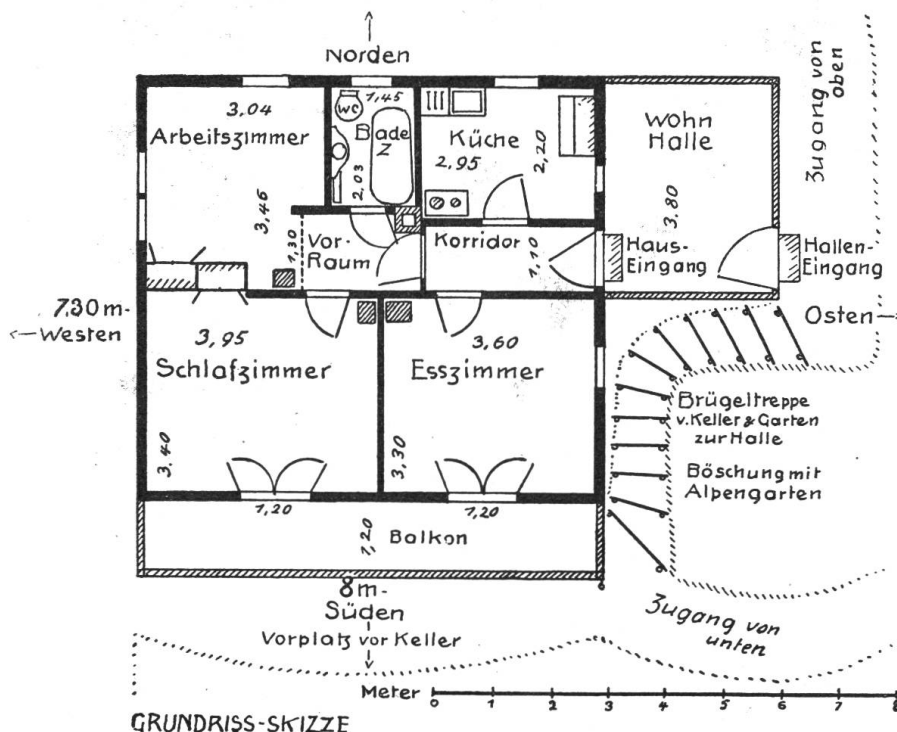 Norden
3,04
Arbeitszimmer
3,46
WC
1,45
Bade
Z
2,03
Küche
2,95
2,20
Wohn
Halle
3,80
Zugang von
oben
1,30
Vor-
Raum
Korridor
1,10
Haus-
Eingang
Hallen-
Eingang
7.30 m-
Westen
Osten
3,95
Schlafzimmer
3,40
3,60
Esszimmer
3,30
Brügeltreppe
v. Keller & Garten
zur Halle
Böschung mit
Alpengarten
1,20
1,20
1,20
Balkon
8m-
Süden
Vorplatz vor Keller
Zugang von
unten
Meter 0 1 2 3 4 5 6 7 8
GRUNDRISS-SKIZZE